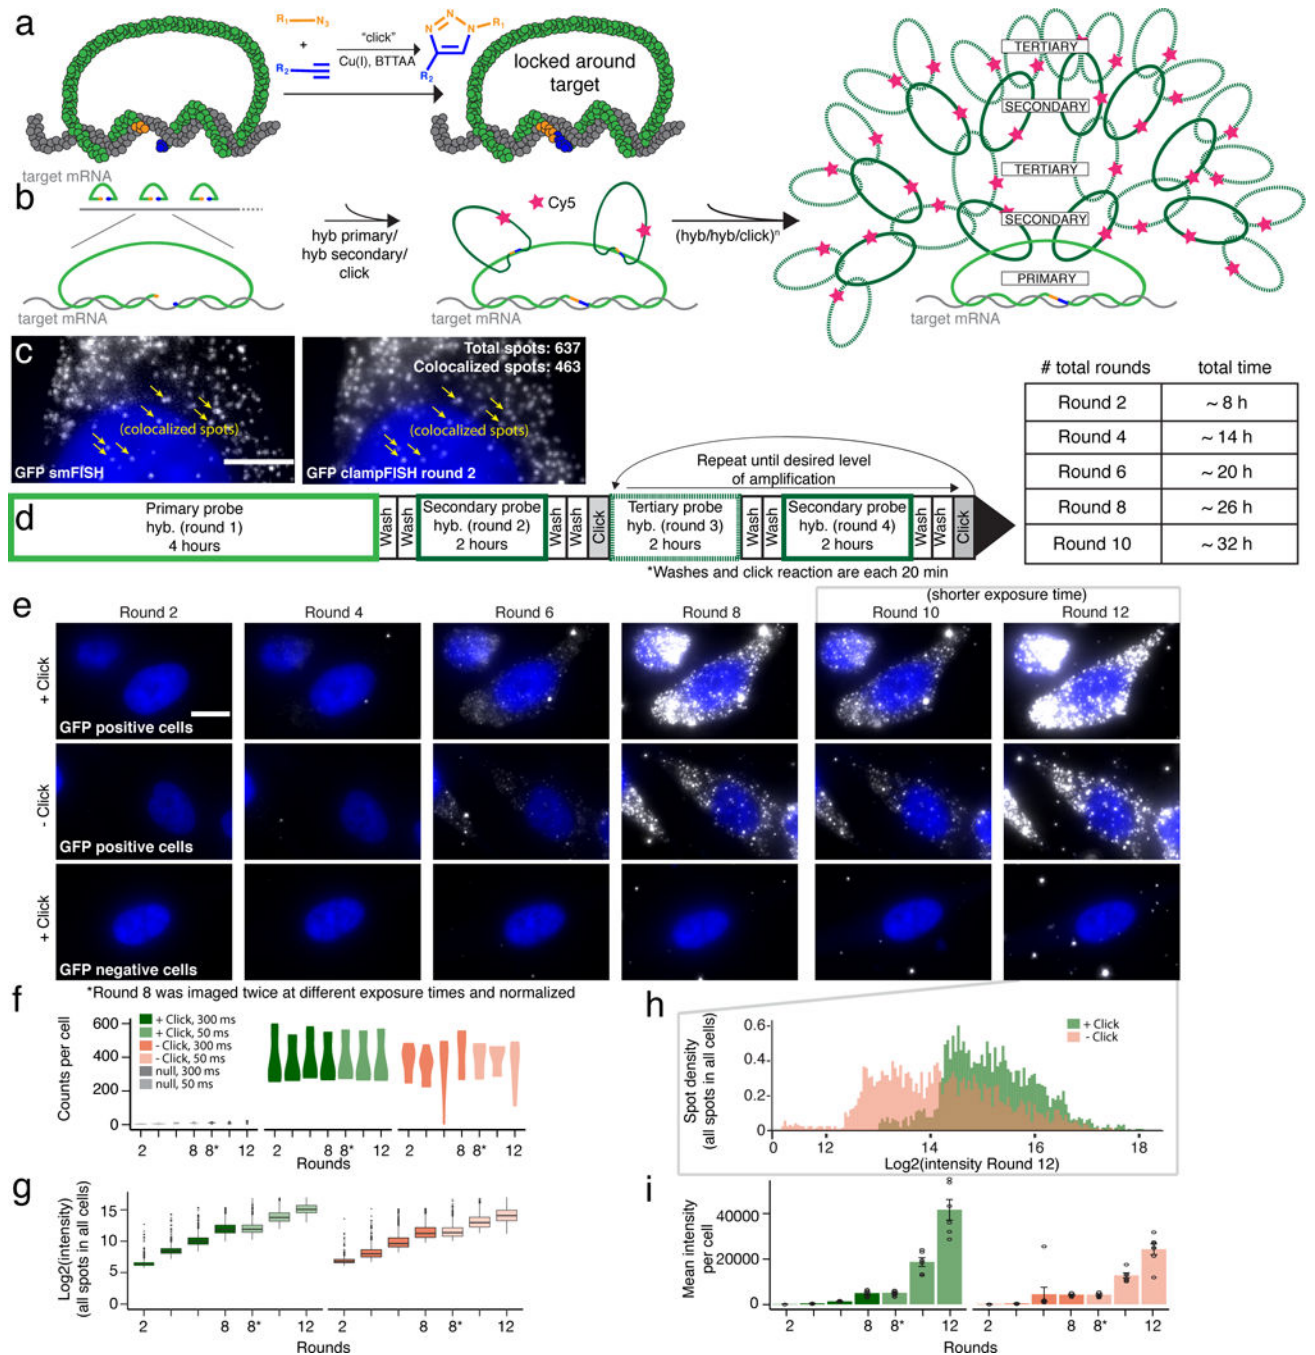 a
R₁ N₃
+
R₂
"click"
Cu(I), BTTAA
N N N R₁
R₂
locked around
target
target mRNA
b
target mRNA
hyb primary/
hyb secondary/
click
Cy5
target mRNA
(hyb/hyb/click)ⁿ
TERTIARY
SECONDARY
TERTIARY
SECONDARY
PRIMARY
target mRNA
c
(colocalized spots)
GFP smFISH
Total spots: 637
Colocalized spots: 463
(colocalized spots)
GFP clampFISH round 2
# total rounds total time
Round 2 ~ 8 h
Round 4 ~ 14 h
Round 6 ~ 20 h
Round 8 ~ 26 h
Round 10 ~ 32 h
Repeat until desired level
of amplification
d
Primary probe
hyb. (round 1)
4 hours
Wash
Wash
Secondary probe
hyb. (round 2)
2 hours
Wash
Wash
Click
Tertiary probe
hyb. (round 3)
2 hours
Wash
Wash
Secondary probe
hyb. (round 4)
2 hours
Wash
Wash
Click
*Washes and click reaction are each 20 min
e
(shorter exposure time)
Round 2 Round 4 Round 6 Round 8 Round 10 Round 12
+ Click
GFP positive cells
- Click
GFP positive cells
+ Click
GFP negative cells
*Round 8 was imaged twice at different exposure times and normalized
f
Counts per cell
600
400
200
0
+ Click, 300 ms
+ Click, 50 ms
- Click, 300 ms
- Click, 50 ms
null, 300 ms
null, 50 ms
2 8 8* 12 2 8 8* 12 2 8 8* 12
Rounds
g
Log2(intensity)
(all spots in all cells)
15
10
5
0
2 8 8* 12 2 8 8* 12
Rounds
h
Spot density
(all spots in all cells)
0.6
0.4
0.2
0
+ Click
- Click
0 12 14 16 18
Log2(intensity Round 12)
i
Mean intensity
per cell
40000
20000
0
2 8 8* 12 2 8 8* 12
Rounds